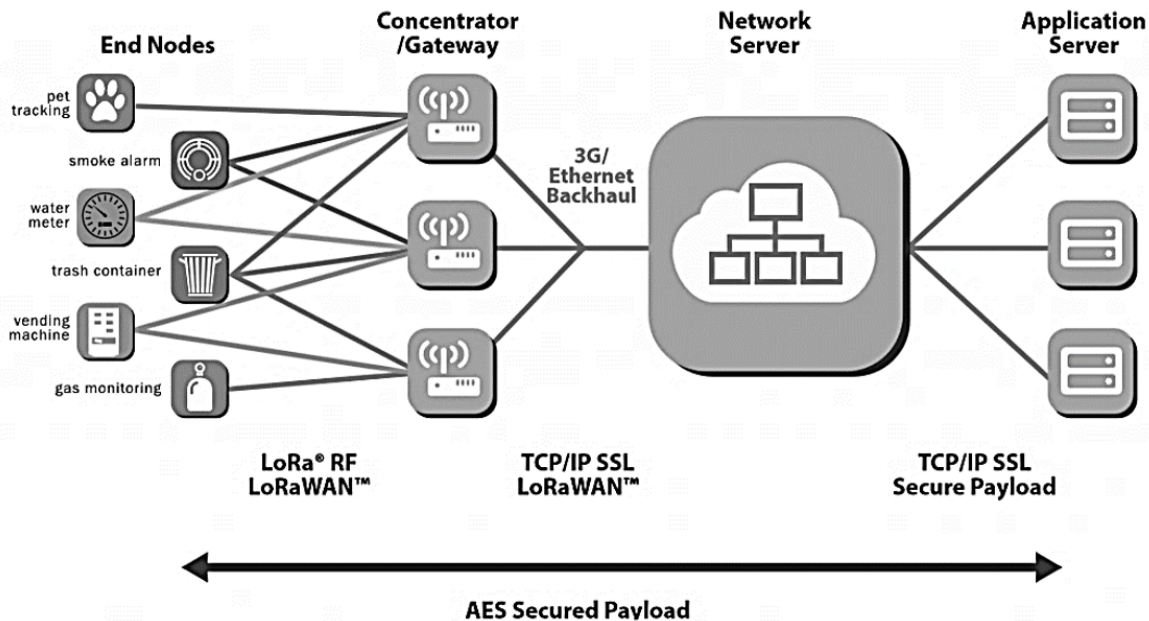 End Nodes
Concentrator
/Gateway
Network
Server
Application
Server
pet
tracking
smoke alarm
water
meter
trash container
vending
machine
gas monitoring
3G/
Ethernet
Backhaul
LoRa® RF
LoRaWAN™
TCP/IP SSL
LoRaWAN™
TCP/IP SSL
Secure Payload
AES Secured Payload